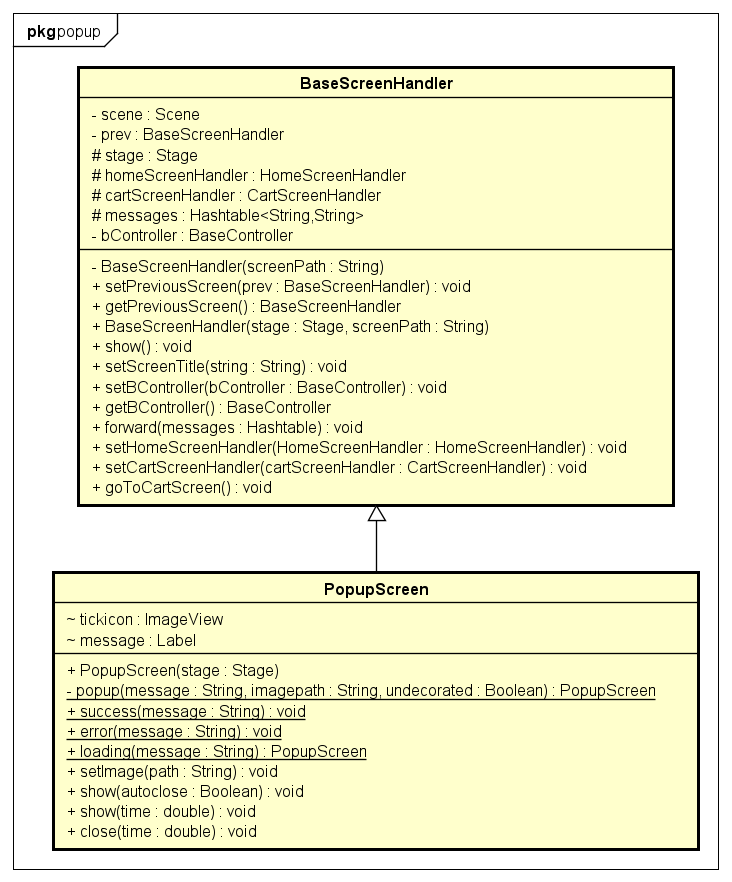 pkg popup
BaseScreenHandler
- scene : Scene
- prev : BaseScreenHandler
# stage : Stage
# homeScreenHandler : HomeScreenHandler
# cartScreenHandler : CartScreenHandler
# messages : Hashtable<String,String>
- bController : BaseController
- BaseScreenHandler(screenPath : String)
+ setPreviousScreen(prev : BaseScreenHandler) : void
+ getPreviousScreen() : BaseScreenHandler
+ BaseScreenHandler(stage : Stage, screenPath : String)
+ show() : void
+ setScreenTitle(string : String) : void
+ setBController(bController : BaseController) : void
+ getBController() : BaseController
+ forward(messages : Hashtable) : void
+ setHomeScreenHandler(HomeScreenHandler : HomeScreenHandler) : void
+ setCartScreenHandler(cartScreenHandler : CartScreenHandler) : void
+ goToCartScreen() : void
PopupScreen
~ tickicon : ImageView
~ message : Label
+ PopupScreen(stage : Stage)
- popup(message : String, imagepath : String, undecorated : Boolean) : PopupScreen
+ success(message : String) : void
+ error(message : String) : void
+ loading(message : String) : PopupScreen
+ setImage(path : String) : void
+ show(autoclose : Boolean) : void
+ show(time : double) : void
+ close(time : double) : void